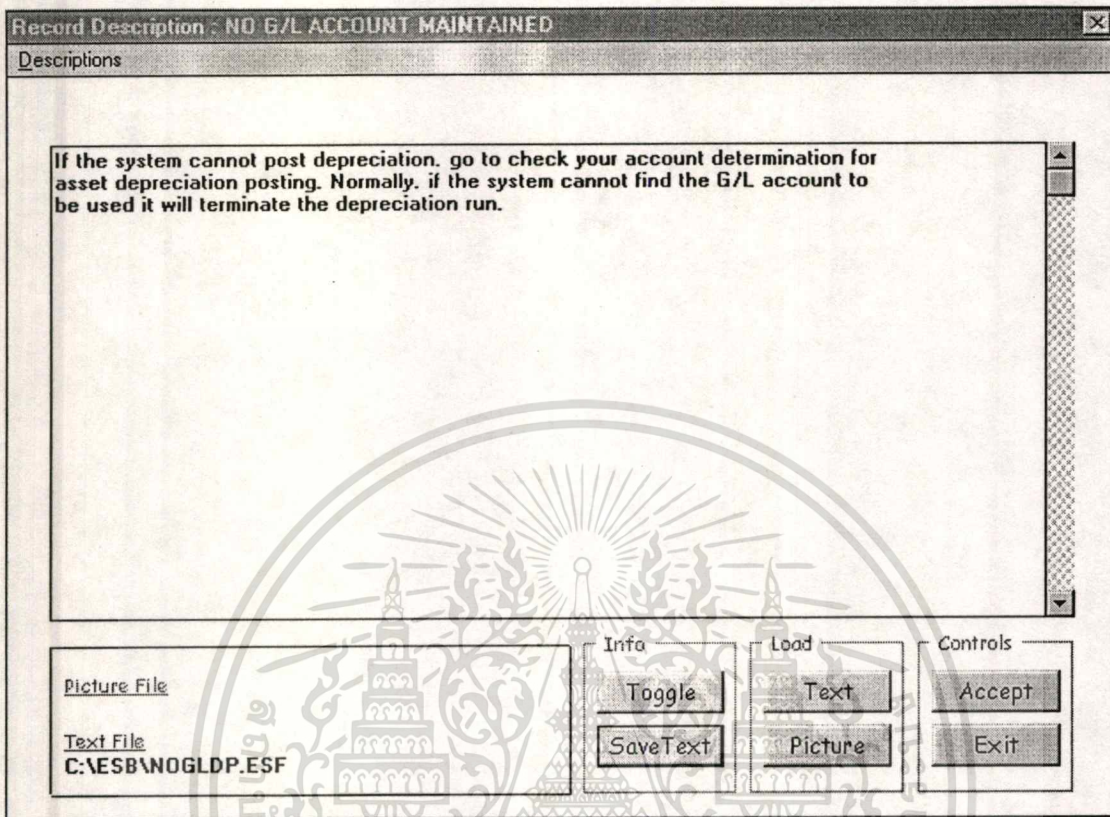 Record Description : NO G/L ACCOUNT MAINTAINED
Descriptions
If the system cannot post depreciation. go to check your account determination for
asset depreciation posting. Normally. if the system cannot find the G/L account to
be used it will terminate the depreciation run.
Picture File
Text File
C:\ESB\NOGLDP.ESF
Info
Toggle
SaveText
Load
Text
Picture
Controls
Accept
Exit